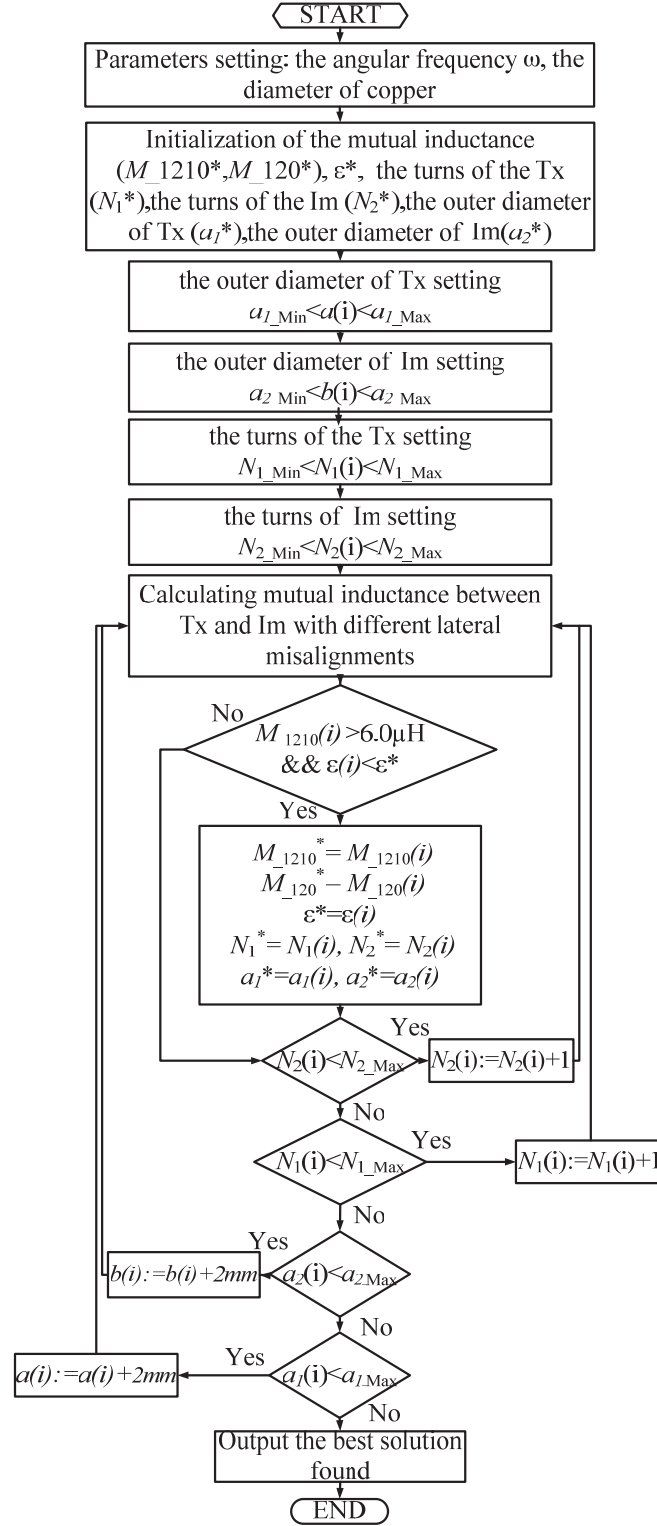 START
Parameters setting: the angular frequency ω, the
diameter of copper
Initialization of the mutual inductance
(M_1210*,M_120*), ε*, the turns of the Tx
(N1*),the turns of the Im (N2*),the outer diameter
of Tx (a1*),the outer diameter of Im(a2*)
the outer diameter of Tx setting
a1_Min<a(i)<a1_Max
the outer diameter of Im setting
a2_Min<b(i)<a2_Max
the turns of the Tx setting
N1_Min<N1(i)<N1_Max
the turns of Im setting
N2_Min<N2(i)<N2_Max
Calculating mutual inductance between
Tx and Im with different lateral
misalignments
No
M_1210(i)>6.0μH
&& ε(i)<ε*
Yes
M_1210*= M_1210(i)
M_120*− M_120(i)
ε*=ε(i)
N1*= N1(i), N2*= N2(i)
a1*=a1(i), a2*=a2(i)
Yes
N2(i)<N2_Max
N2(i):=N2(i)+1
No
Yes
N1(i)<N1_Max
N1(i):=N1(i)+1
No
Yes
b(i):=b(i)+2mm
a2(i)<a2.Max
No
Yes
a(i):=a(i)+2mm
a1(i)<a1.Max
No
Output the best solution
found
END